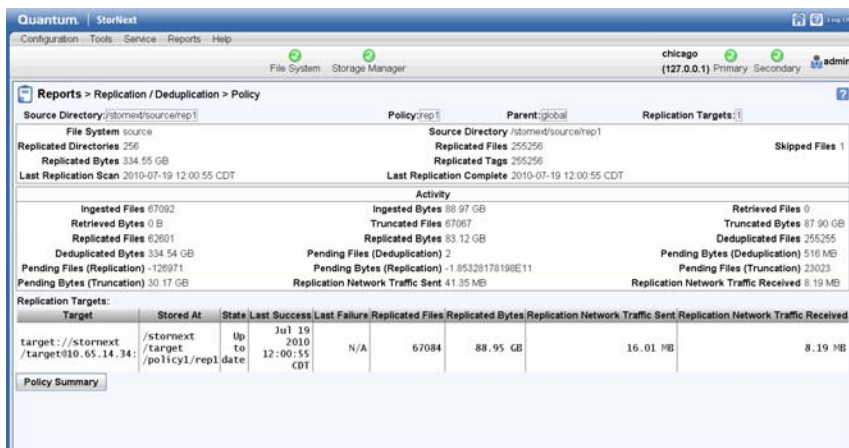 Quantum. | StorNext
Configuration Tools Service Reports Help
File System Storage Manager
chicago
(127.0.0.1) Primary Secondary admin
Reports > Replication / Deduplication > Policy
Source Directory:/stornext/source/rep1 Policy:rep1 Parent:global Replication Targets:1
File System source Source Directory /stornext/source/rep1
Replicated Directories 256 Replicated Files 255256 Skipped Files 1
Replicated Bytes 334.55 GB Replicated Tags 255256
Last Replication Scan 2010-07-19 12:00:55 CDT Last Replication Complete 2010-07-19 12:00:55 CDT
Activity
Ingested Files 67092 Ingested Bytes 88.97 GB Retrieved Files 0
Retrieved Bytes 0 B Truncated Files 67067 Truncated Bytes 87.90 GB
Replicated Files 62601 Replicated Bytes 83.12 GB Deduplicated Files 255255
Deduplicated Bytes 334.54 GB Pending Files (Deduplication) 2 Pending Bytes (Deduplication) 516 MB
Pending Files (Replication) -126971 Pending Bytes (Replication) -1.85328178198E11 Pending Files (Truncation) 23023
Pending Bytes (Truncation) 30.17 GB Replication Network Traffic Sent 41.35 MB Replication Network Traffic Received 8.19 MB
Replication Targets:
Target Stored At State Last Success Last Failure Replicated Files Replicated Bytes Replication Network Traffic Sent Replication Network Traffic Received
target://stornext
/target@10.65.14.34:
/stornext
/target
/policy1/rep1
Up
to
date
Jul 19
2010
12:00:55
CDT
N/A 67084 88.95 GB 16.01 MB 8.19 MB
Policy Summary